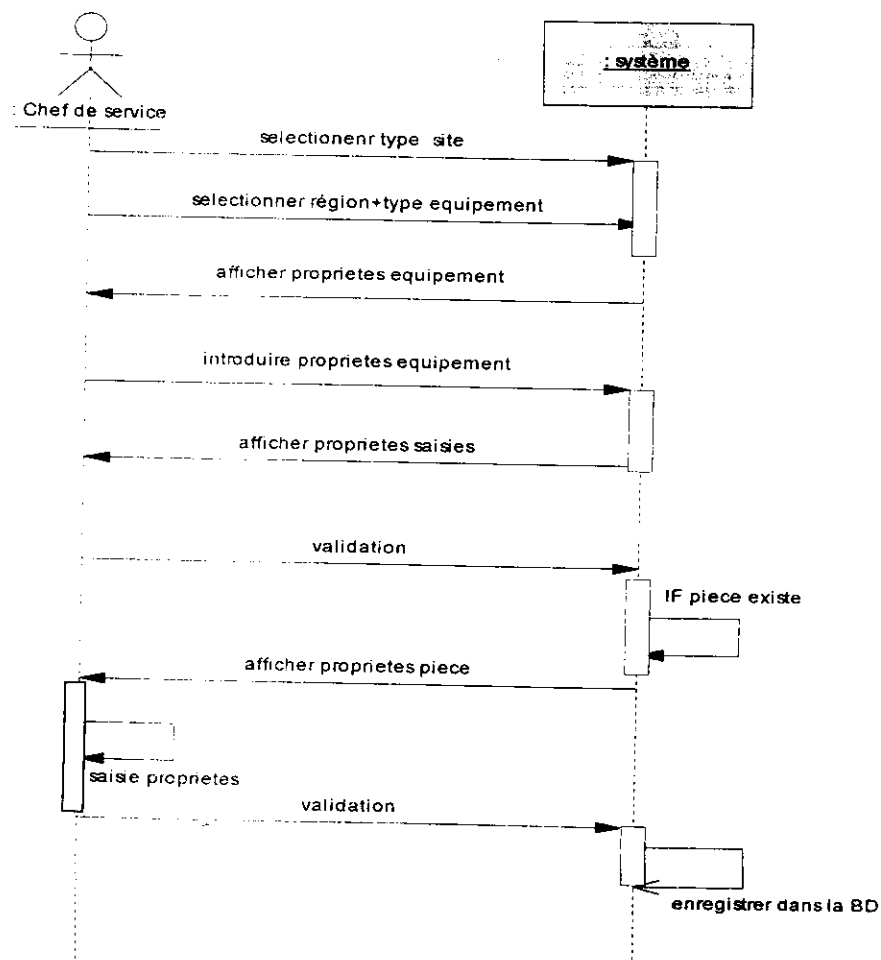 : système
: Chef de service
selectionenr type site
selectionner région+type equipement
afficher proprietes equipement
introduire proprietes equipement
afficher proprietes saisies
validation
IF piece existe
afficher proprietes piece
saisie proprietes
validation
enregistrer dans la BD